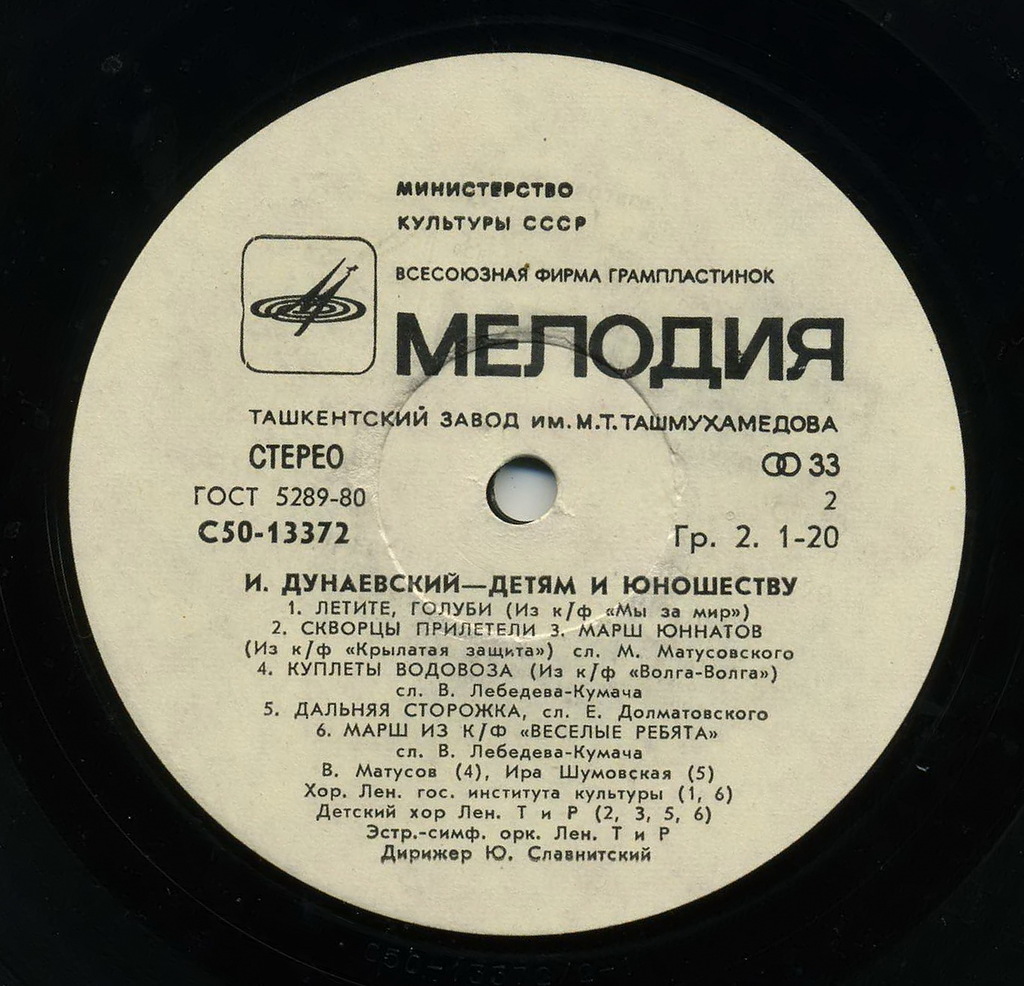 МИНИСТЕРСТВО
КУЛЬТУРЫ СССР
ВСЕСОЮЗНАЯ ФИРМА ГРАМПЛАСТИНОК
МЕЛОДИЯ
ТАШКЕНТСКИЙ ЗАВОД им. М.Т. ТАШМУХАМЕДОВА
СТЕРЕО 33
ГОСТ 5289-80 2
С50-13372 Гр. 2. 1-20
И. ДУНАЕВСКИЙ—ДЕТЯМ И ЮНОШЕСТВУ
1. ЛЕТИТЕ, ГОЛУБИ (Из к/ф «Мы за мир»)
2. СКВОРЦЫ ПРИЛЕТЕЛИ 3. МАРШ ЮННАТОВ
(Из к/ф «Крылатая защита») сл. М. Матусовского
4. КУПЛЕТЫ ВОДОВОЗА (Из к/ф «Волга-Волга»)
сл. В. Лебедева-Кумача
5. ДАЛЬНЯЯ СТОРОЖКА, сл. Е. Долматовского
6. МАРШ ИЗ К/Ф «ВЕСЕЛЫЕ РЕБЯТА»
сл. В. Лебедева-Кумача
В. Матусов (4), Ира Шумовская (5)
Хор. Лен. гос. института культуры (1, 6)
Детский хор Лен. Т и Р (2, 3, 5, 6)
Эстр.-симф. орк. Лен. Т и Р
Дирижер Ю. Славнитский